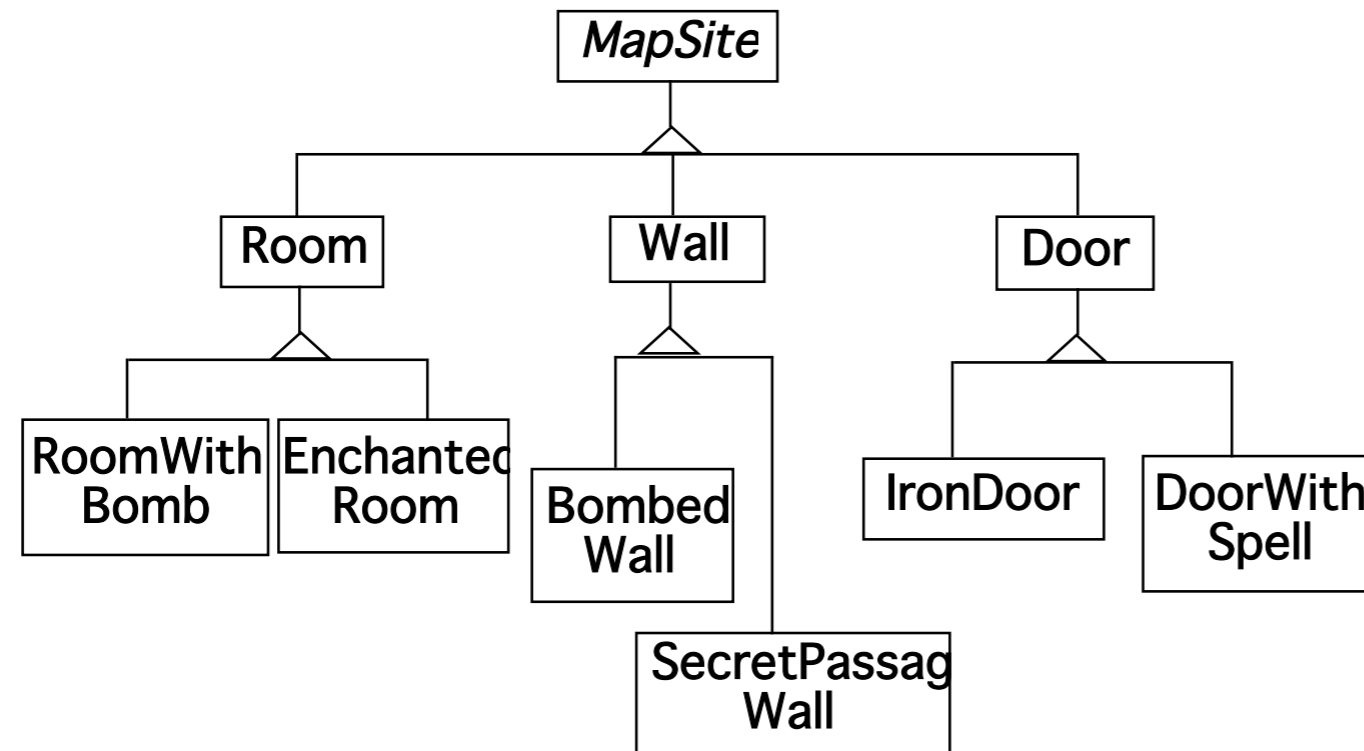 MapSite
Room
Wall
Door
RoomWith
Bomb
Enchanted
Room
Bombed
Wall
IronDoor
DoorWith
Spell
SecretPassag
Wall